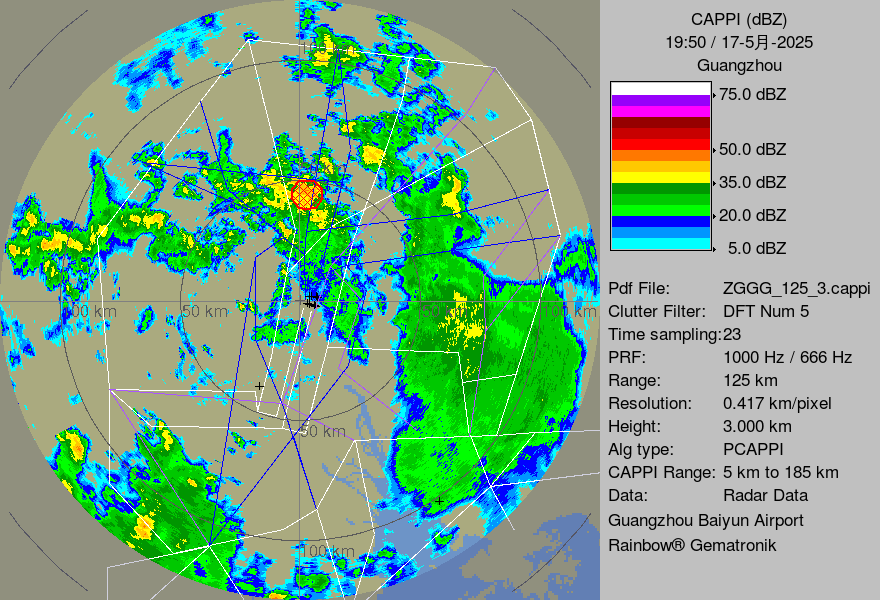 CAPPI (dBZ)
19:50 / 17-5月-2025
Guangzhou
75.0 dBZ
50.0 dBZ
35.0 dBZ
20.0 dBZ
5.0 dBZ
Pdf File: ZGGG_125_3.cappi
Clutter Filter: DFT Num 5
Time sampling:23
PRF: 1000 Hz / 666 Hz
Range: 125 km
Resolution: 0.417 km/pixel
Height: 3.000 km
Alg type: PCAPPI
CAPPI Range: 5 km to 185 km
Data: Radar Data
Guangzhou Baiyun Airport
Rainbow® Gematronik
100 km
100 km
50 km
50 km
100 km
50 km
100 km